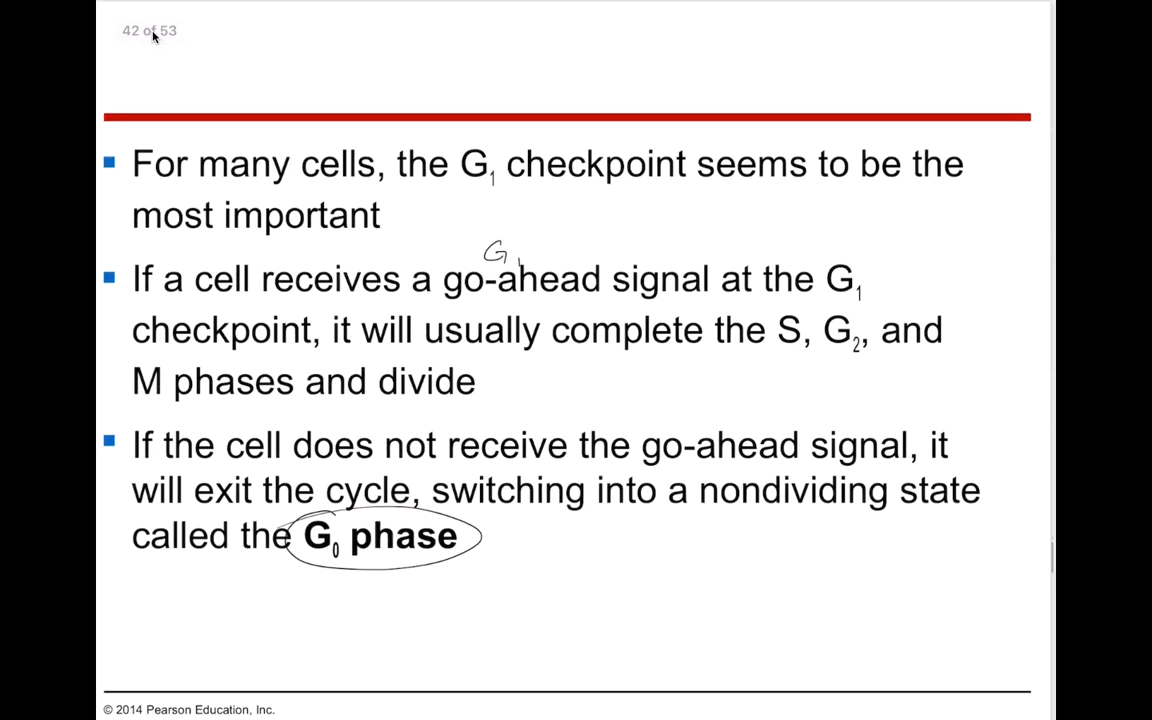 42 of 53
▪ For many cells, the G₁ checkpoint seems to be the
most important
G₁
▪ If a cell receives a go-ahead signal at the G₁
checkpoint, it will usually complete the S, G₂, and
M phases and divide
▪ If the cell does not receive the go-ahead signal, it
will exit the cycle, switching into a nondividing state
called the G₀ phase
© 2014 Pearson Education, Inc.